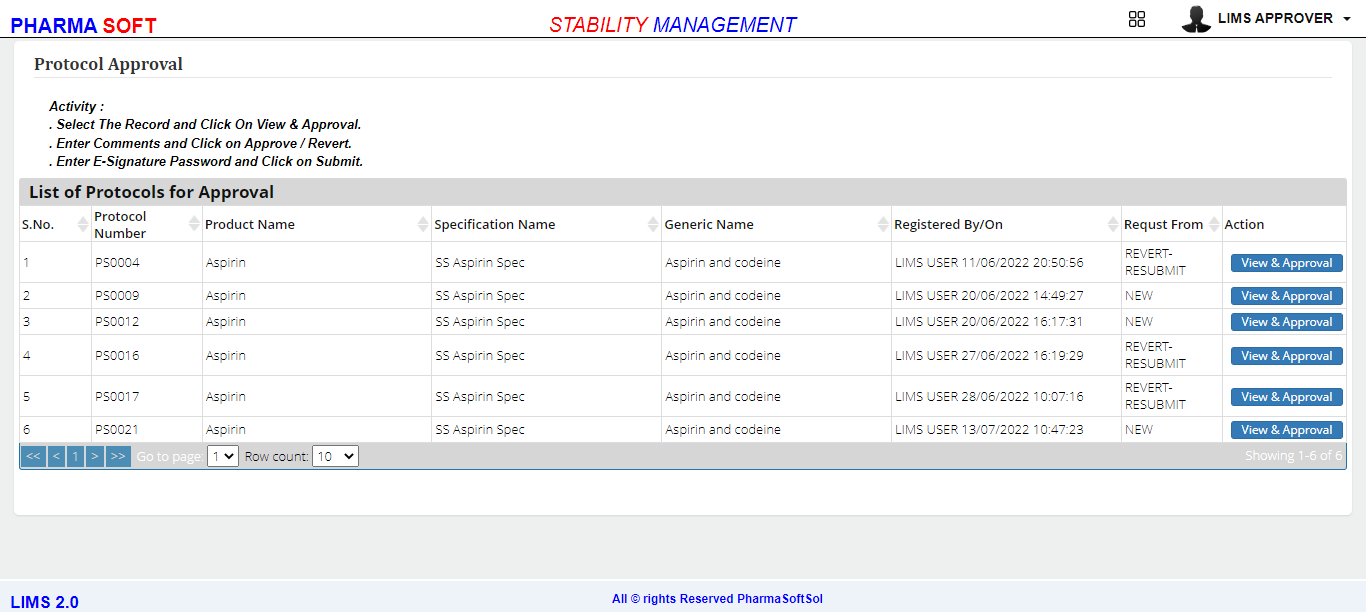 PHARMA SOFT
STABILITY MANAGEMENT
LIMS APPROVER
Protocol Approval
Activity :
. Select The Record and Click On View & Approval.
. Enter Comments and Click on Approve / Revert.
. Enter E-Signature Password and Click on Submit.
List of Protocols for Approval
S.No. Protocol Number Product Name Specification Name Generic Name Registered By/On Requst From Action
1 PS0004 Aspirin SS Aspirin Spec Aspirin and codeine LIMS USER 11/06/2022 20:50:56 REVERT-RESUBMIT View & Approval
2 PS0009 Aspirin SS Aspirin Spec Aspirin and codeine LIMS USER 20/06/2022 14:49:27 NEW View & Approval
3 PS0012 Aspirin SS Aspirin Spec Aspirin and codeine LIMS USER 20/06/2022 16:17:31 NEW View & Approval
4 PS0016 Aspirin SS Aspirin Spec Aspirin and codeine LIMS USER 27/06/2022 16:19:29 REVERT-RESUBMIT View & Approval
5 PS0017 Aspirin SS Aspirin Spec Aspirin and codeine LIMS USER 28/06/2022 10:07:16 REVERT-RESUBMIT View & Approval
6 PS0021 Aspirin SS Aspirin Spec Aspirin and codeine LIMS USER 13/07/2022 10:47:23 NEW View & Approval
<< < 1 > >> Go to page: 1 Row count: 10 Showing 1-6 of 6
LIMS 2.0
All © rights Reserved PharmaSoftSol